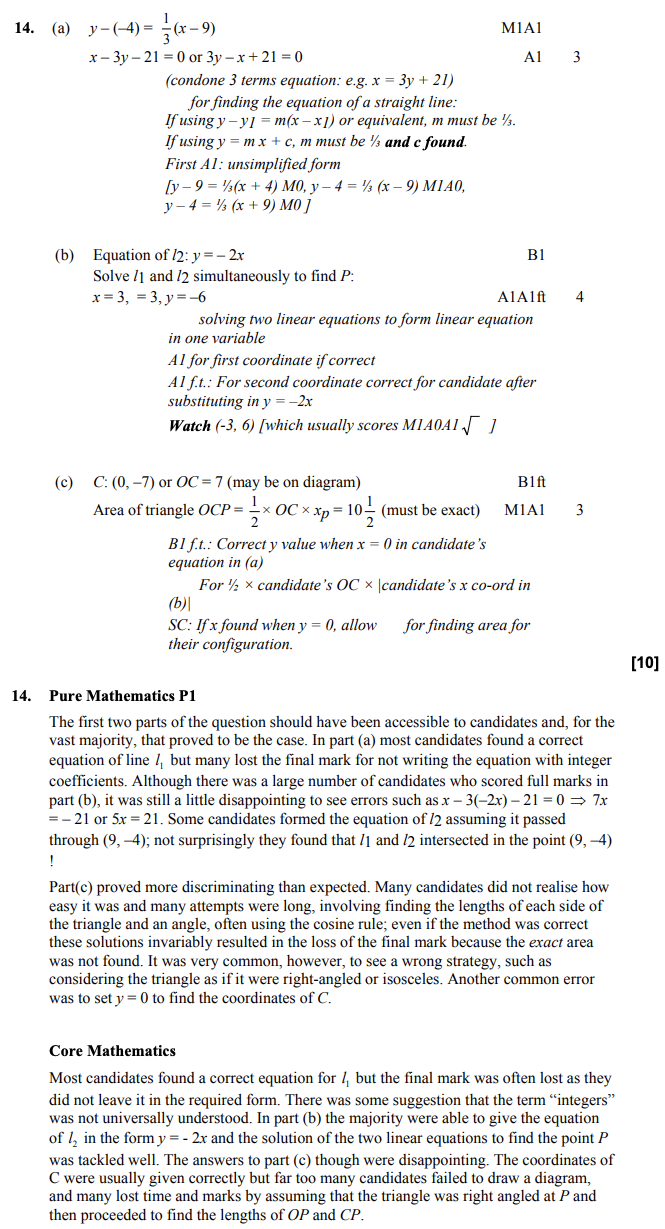 14. (a) y – (–4) = 1/3 (x – 9) M1A1
x – 3y – 21 = 0 or 3y – x + 21 = 0 A1 3
(condone 3 terms equation: e.g. x = 3y + 21)
for finding the equation of a straight line:
If using y – y1 = m(x – x1) or equivalent, m must be ⅓.
If using y = m x + c, m must be ⅓ and c found.
First A1: unsimplified form
[y – 9 = ⅓(x + 4) M0, y – 4 = ⅓ (x – 9) M1A0,
y – 4 = ⅓ (x + 9) M0 ]
(b) Equation of l2: y = – 2x B1
Solve l1 and l2 simultaneously to find P:
x = 3, = 3, y = –6 A1A1ft 4
solving two linear equations to form linear equation
in one variable
A1 for first coordinate if correct
A1 f.t.: For second coordinate correct for candidate after
substituting in y = –2x
Watch (-3, 6) [which usually scores M1A0A1 √ ]
(c) C: (0, –7) or OC = 7 (may be on diagram) B1ft
Area of triangle OCP = 1/2 × OC × xP = 10 1/2 (must be exact) M1A1 3
B1 f.t.: Correct y value when x = 0 in candidate's
equation in (a)
For ½ × candidate's OC × |candidate's x co-ord in
(b)|
SC: If x found when y = 0, allow for finding area for
their configuration.
[10]
14. Pure Mathematics P1
The first two parts of the question should have been accessible to candidates and, for the
vast majority, that proved to be the case. In part (a) most candidates found a correct
equation of line l1 but many lost the final mark for not writing the equation with integer
coefficients. Although there was a large number of candidates who scored full marks in
part (b), it was still a little disappointing to see errors such as x – 3(–2x) – 21 = 0 ⇒ 7x
= – 21 or 5x = 21. Some candidates formed the equation of l2 assuming it passed
through (9, –4); not surprisingly they found that l1 and l2 intersected in the point (9, –4)
!
Part(c) proved more discriminating than expected. Many candidates did not realise how
easy it was and many attempts were long, involving finding the lengths of each side of
the triangle and an angle, often using the cosine rule; even if the method was correct
these solutions invariably resulted in the loss of the final mark because the exact area
was not found. It was very common, however, to see a wrong strategy, such as
considering the triangle as if it were right-angled or isosceles. Another common error
was to set y = 0 to find the coordinates of C.
Core Mathematics
Most candidates found a correct equation for l1 but the final mark was often lost as they
did not leave it in the required form. There was some suggestion that the term “integers”
was not universally understood. In part (b) the majority were able to give the equation
of l2 in the form y = - 2x and the solution of the two linear equations to find the point P
was tackled well. The answers to part (c) though were disappointing. The coordinates of
C were usually given correctly but far too many candidates failed to draw a diagram,
and many lost time and marks by assuming that the triangle was right angled at P and
then proceeded to find the lengths of OP and CP.